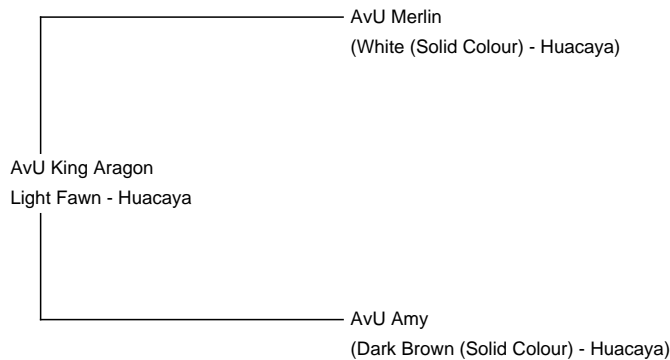 AvU Merlin
(White (Solid Colour) - Huacaya)
AvU King Aragon
Light Fawn - Huacaya
AvU Amy
(Dark Brown (Solid Colour) - Huacaya)